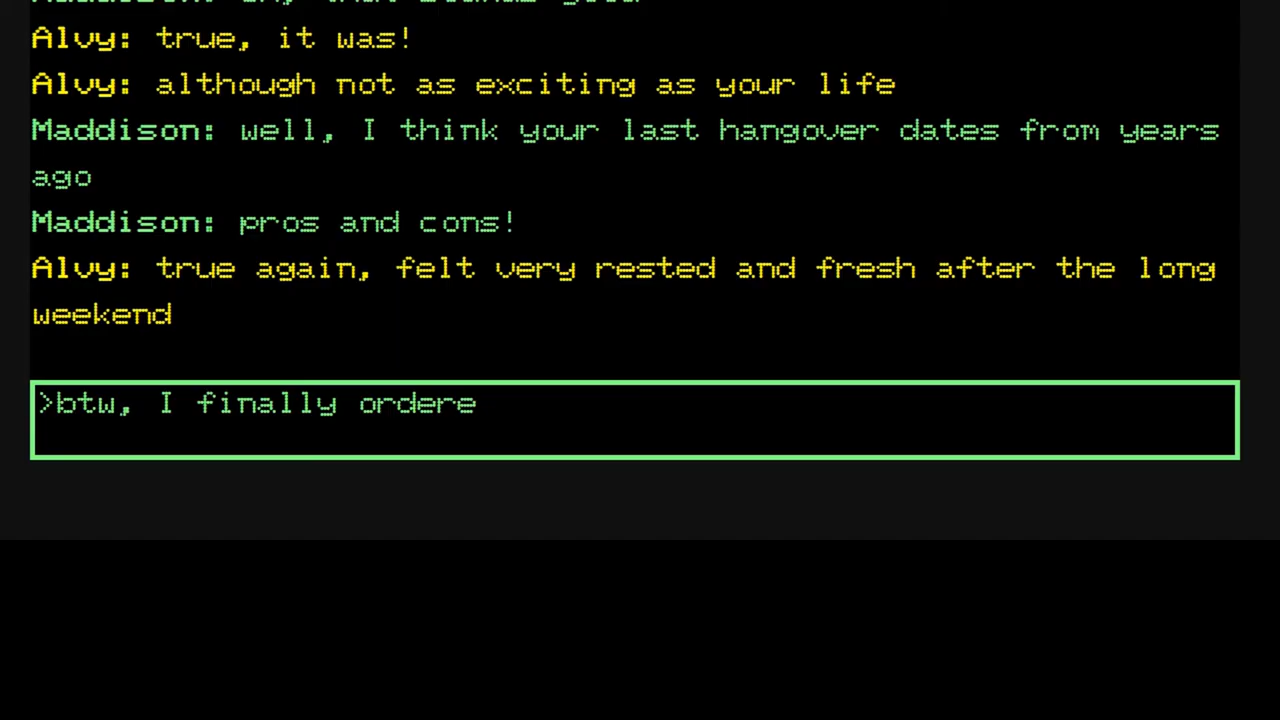 Alvy: true, it was!
Alvy: although not as exciting as your life
Maddison: well, I think your last hangover dates from years
ago
Maddison: pros and cons!
Alvy: true again, felt very rested and fresh after the long
weekend
>btw, I finally ordere